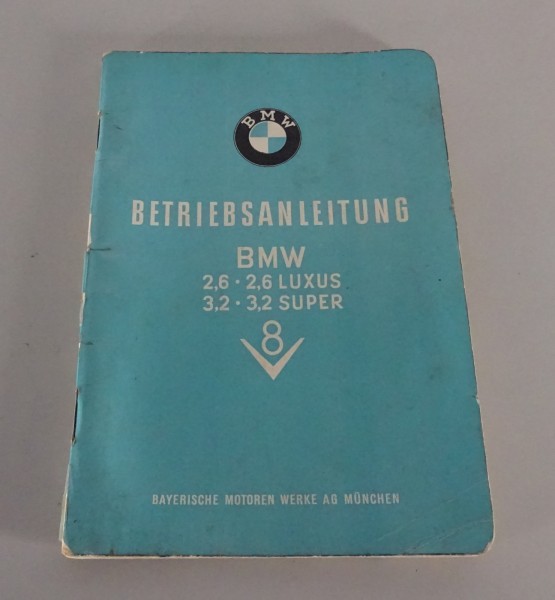 BMW
BETRIEBSANLEITUNG
BMW
2,6 · 2,6 LUXUS
3,2 · 3,2 SUPER
8
BAYERISCHE MOTOREN WERKE AG MÜNCHEN